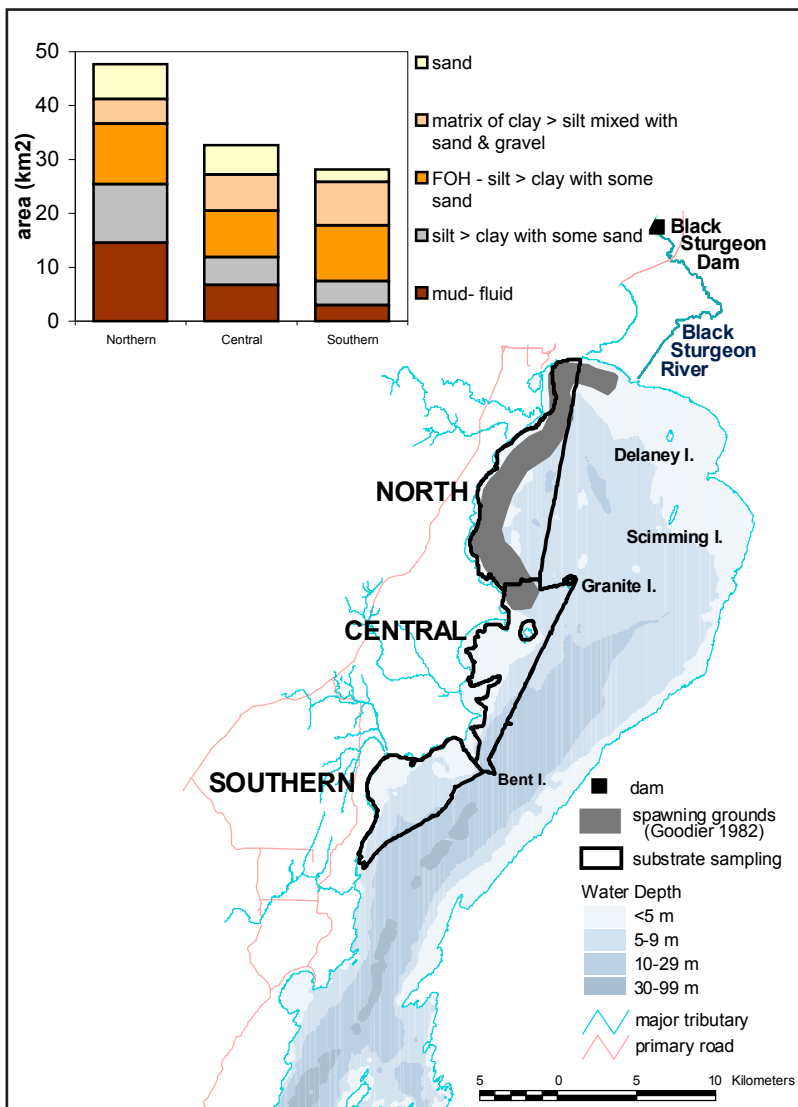 50
40
30
20
10
0
area (km2)
Northern
Central
Southern
sand
matrix of clay > silt mixed with
sand & gravel
FOH - silt > clay with some
sand
silt > clay with some sand
mud- fluid
Black
Sturgeon
Dam
Black
Sturgeon
River
Delaney I.
NORTH
Scimming I.
Granite I.
CENTRAL
SOUTHERN
Bent I.
dam
spawning grounds
(Goodier 1982)
substrate sampling
Water Depth
<5 m
5-9 m
10-29 m
30-99 m
major tributary
primary road
5 0 5 10 Kilometers